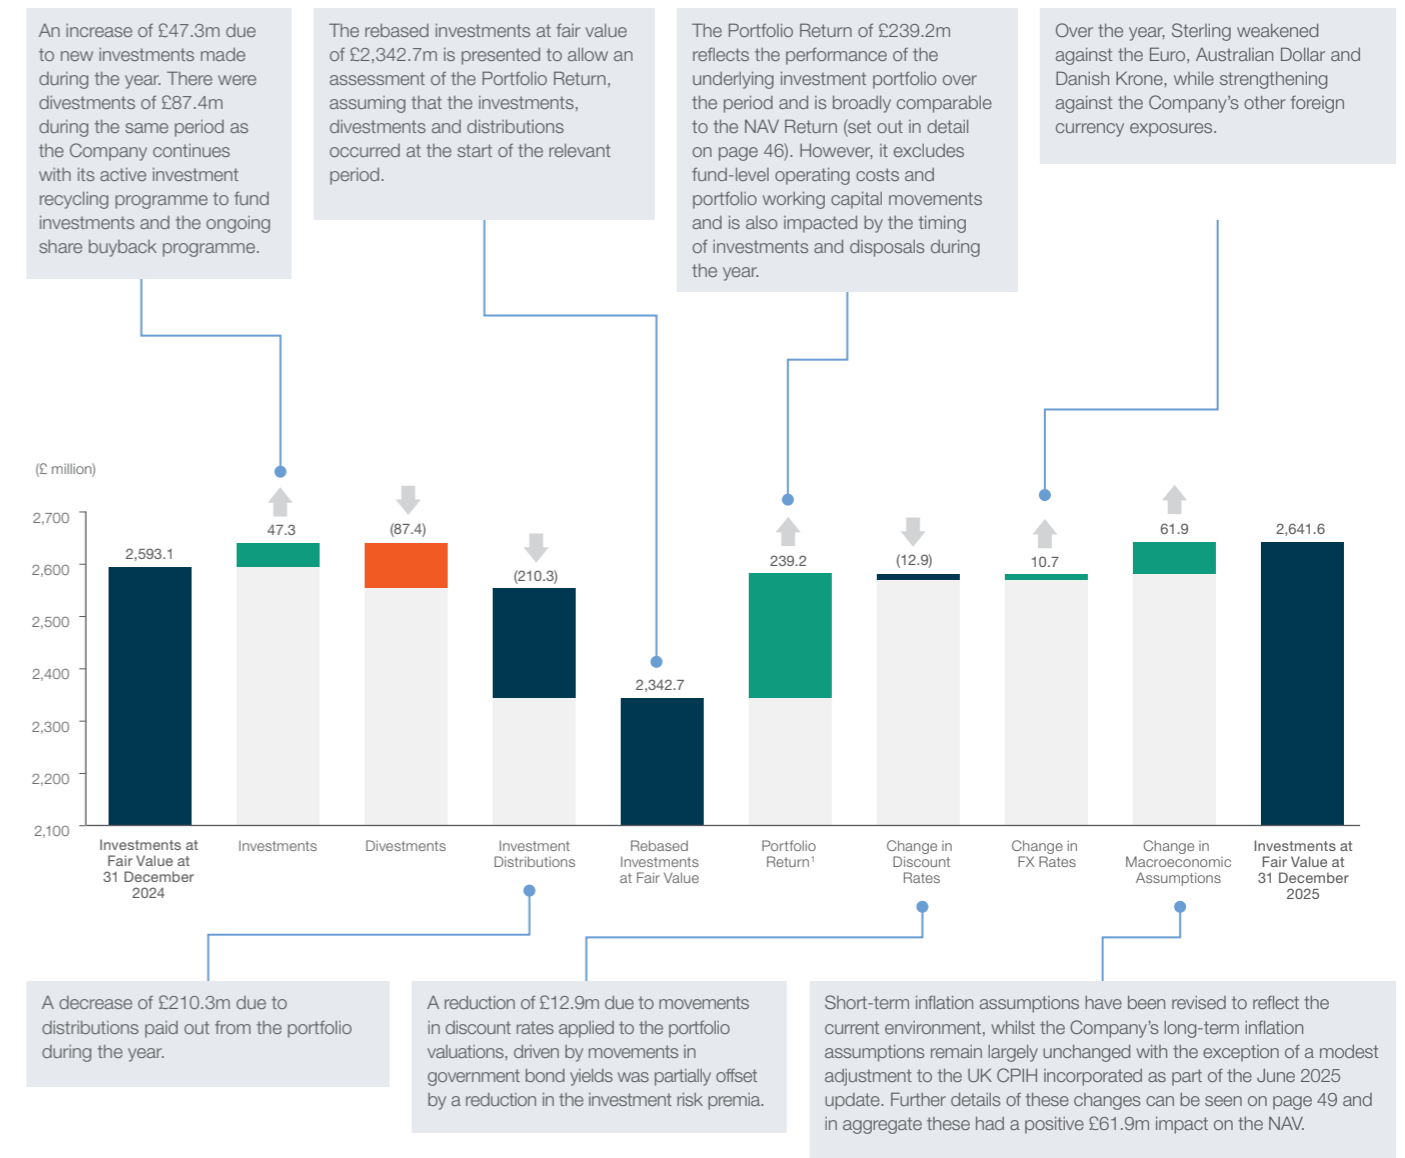 An increase of £47.3m due
to new investments made
during the year. There were
divestments of £87.4m
during the same period as
the Company continues
with its active investment
recycling programme to fund
investments and the ongoing
share buyback programme.
The rebased investments at fair value
of £2,342.7m is presented to allow an
assessment of the Portfolio Return,
assuming that the investments,
divestments and distributions
occurred at the start of the relevant
period.
The Portfolio Return of £239.2m
reflects the performance of the
underlying investment portfolio over
the period and is broadly comparable
to the NAV Return (set out in detail
on page 46). However, it excludes
fund-level operating costs and
portfolio working capital movements
and is also impacted by the timing
of investments and disposals during
the year.
Over the year, Sterling weakened
against the Euro, Australian Dollar and
Danish Krone, while strengthening
against the Company's other foreign
currency exposures.
(£ million)
2,700
2,600
2,500
2,400
2,300
2,200
2,100
2,593.1
47.3
(87.4)
(210.3)
2,342.7
239.2
(12.9)
10.7
61.9
2,641.6
Investments at
Fair Value at
31 December
2024
Investments
Divestments
Investment
Distributions
Rebased
Investments
at Fair Value
Portfolio
Return¹
Change in
Discount
Rates
Change in
FX Rates
Change in
Macroeconomic
Assumptions
Investments at
Fair Value at
31 December
2025
A decrease of £210.3m due to
distributions paid out from the portfolio
during the year.
A reduction of £12.9m due to movements
in discount rates applied to the portfolio
valuations, driven by movements in
government bond yields was partially offset
by a reduction in the investment risk premia.
Short-term inflation assumptions have been revised to reflect the
current environment, whilst the Company's long-term inflation
assumptions remain largely unchanged with the exception of a modest
adjustment to the UK CPIH incorporated as part of the June 2025
update. Further details of these changes can be seen on page 49 and
in aggregate these had a positive £61.9m impact on the NAV.